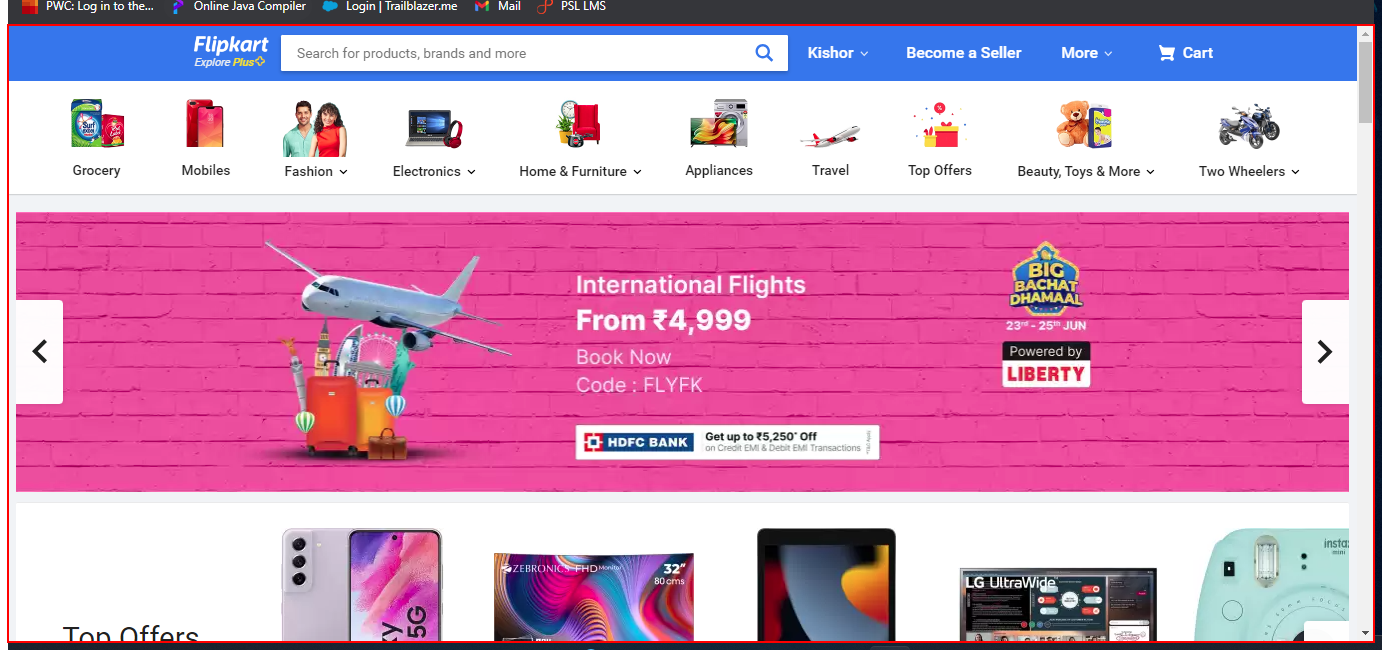 PWC: Log in to the...
Online Java Compiler
Login | Trailblazer.me
Mail
PSL LMS
Flipkart
Explore Plus
Search for products, brands and more
Kishor
Become a Seller
More
Cart
Grocery
Mobiles
Fashion
Electronics
Home & Furniture
Appliances
Travel
Top Offers
Beauty, Toys & More
Two Wheelers
International Flights
From ₹4,999
Book Now
Code : FLYFK
HDFC BANK
Get up to ₹5,250* Off
on Credit EMI & Debit EMI Transactions
BIG
BACHAT
DHAMAAL
23rd - 25th JUN
Powered by
LIBERTY
Top Offers
5G
ZEBRONICS FHD Monitor
32"
80 cms
LG UltraWide
insta
mini